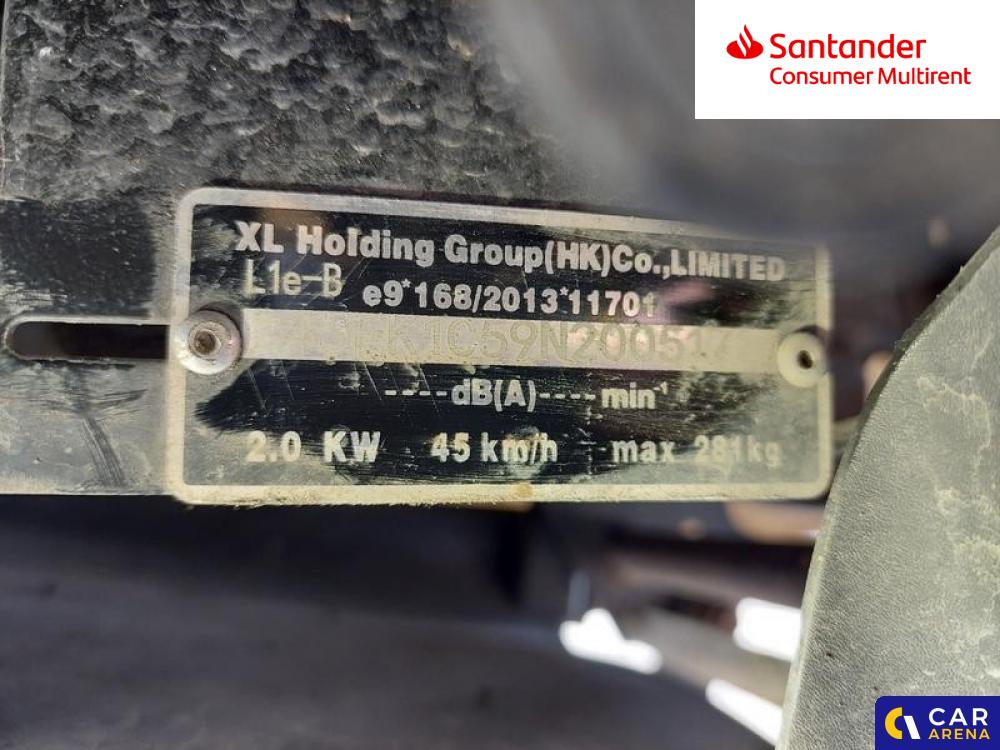 Santander
Consumer Multirent
XL Holding Group(HK)Co.,LIMITED
L1e-B
e9*168/2013*11701
----dB(A)----min⁻¹
2.0 KW 45 km/h max 281kg
CAR
ARENA